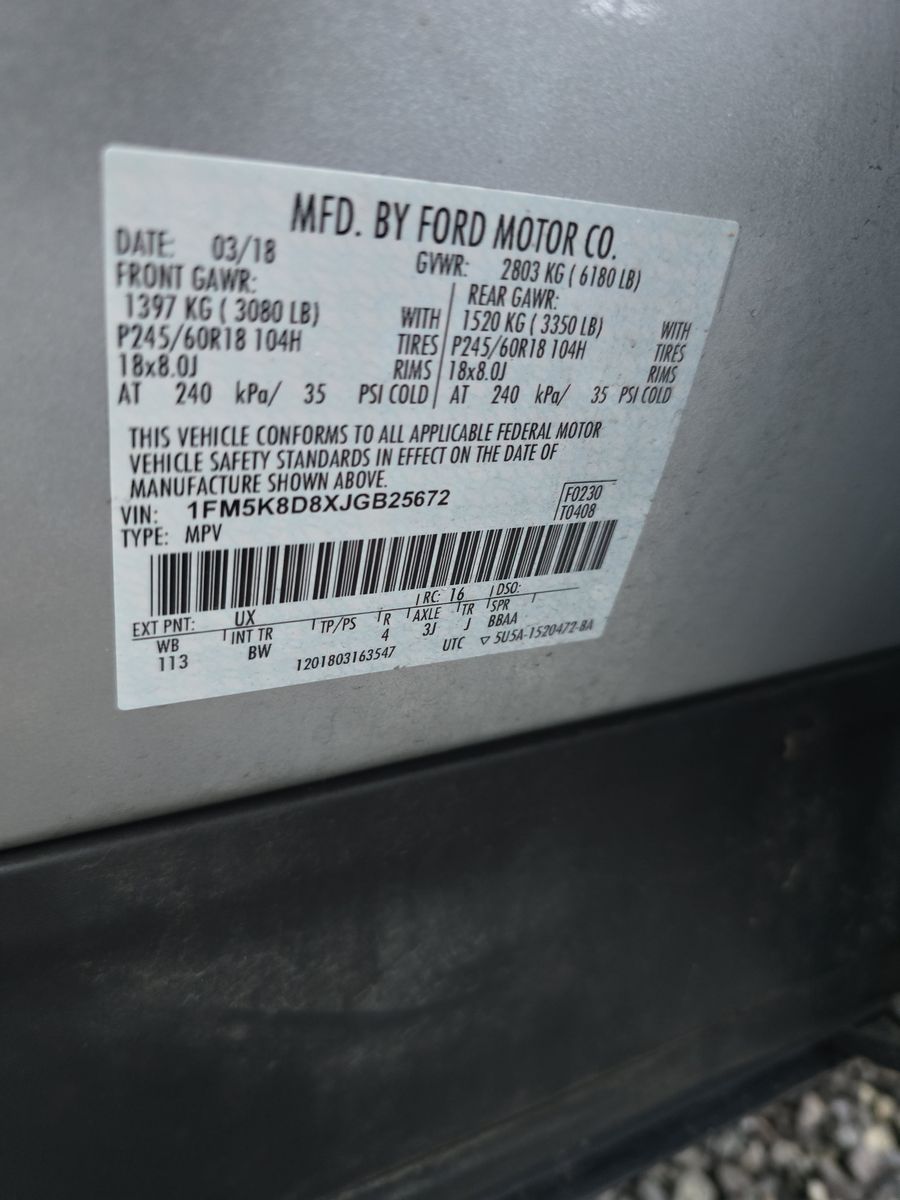 MFD. BY FORD MOTOR CO.
DATE: 03/18 GVWR: 2803 KG ( 6180 LB)
FRONT GAWR: REAR GAWR:
1397 KG ( 3080 LB) WITH 1520 KG ( 3350 LB) WITH
P245/60R18 104H TIRES P245/60R18 104H TIRES
18x8.0J RIMS 18x8.0J RIMS
AT 240 kPa/ 35 PSI COLD AT 240 kPa/ 35 PSI COLD
THIS VEHICLE CONFORMS TO ALL APPLICABLE FEDERAL MOTOR
VEHICLE SAFETY STANDARDS IN EFFECT ON THE DATE OF
MANUFACTURE SHOWN ABOVE.
VIN: 1FM5K8D8XJGB25672 F0230
TYPE: MPV T0408
EXT PNT: UX RC: 16 DSO:
WB INT TR TP/PS R AXLE TR SPR
113 BW 4 3J J BBAA
1201803163547 UTC ▽ 5U5A-1520472-BA